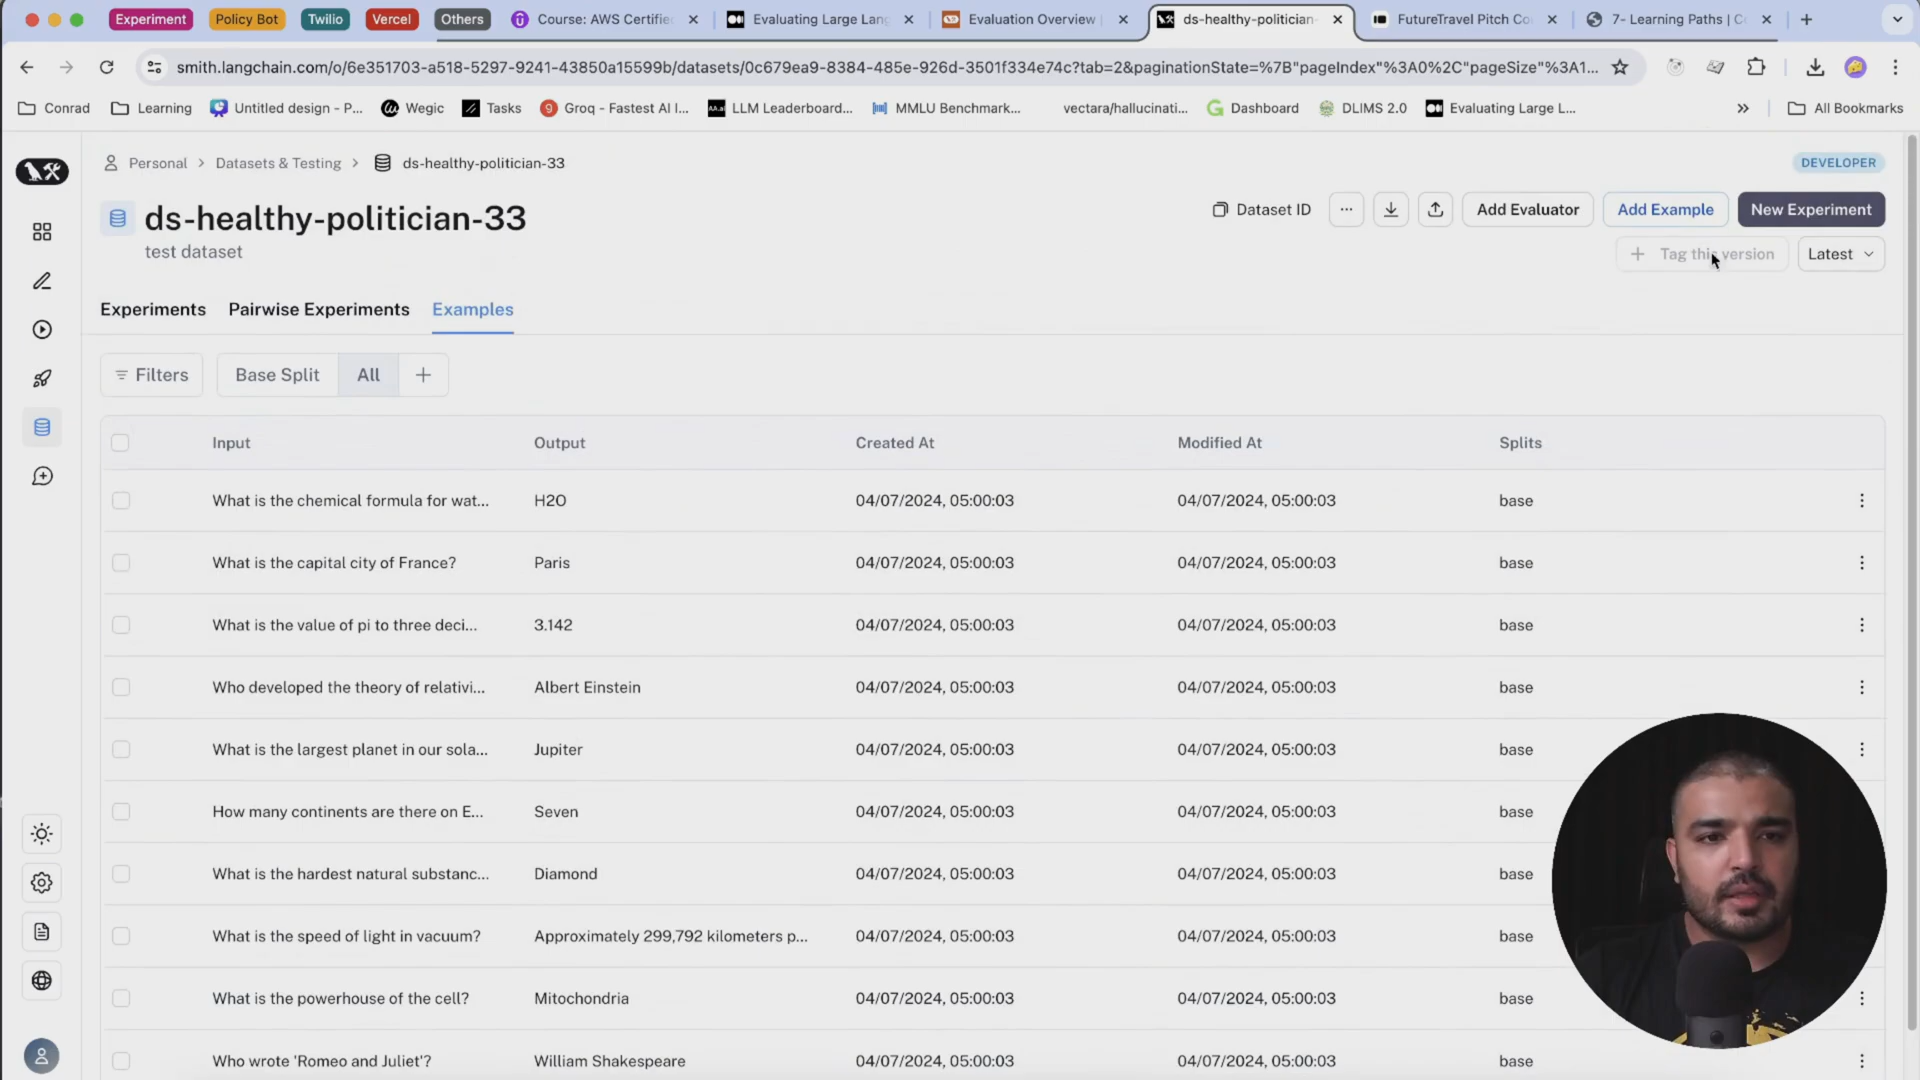 Experiment
Policy Bot
Twilio
Vercel
Others
Course: AWS Certifie
Evaluating Large Lang
Evaluation Overview
ds-healthy-politician-
FutureTravel Pitch Co
7- Learning Paths | C
smith.langchain.com/o/6e351703-a518-5297-9241-43850a15599b/datasets/0c679ea9-8384-485e-926d-3501f334e74c?tab=2&paginationState=%7B"pageIndex"%3A0%2C"pageSize"%3A1...
Conrad
Learning
Untitled design - P...
Wegic
Tasks
Groq - Fastest AI I...
LLM Leaderboard...
MMLU Benchmark...
vectara/hallucinati...
Dashboard
DLIMS 2.0
Evaluating Large L...
All Bookmarks
Personal > Datasets & Testing > ds-healthy-politician-33
DEVELOPER
ds-healthy-politician-33
test dataset
Dataset ID
Add Evaluator
Add Example
New Experiment
+ Tag this version
Latest
Experiments
Pairwise Experiments
Examples
Filters
Base Split
All
+
Input Output Created At Modified At Splits
What is the chemical formula for wat... H2O 04/07/2024, 05:00:03 04/07/2024, 05:00:03 base
What is the capital city of France? Paris 04/07/2024, 05:00:03 04/07/2024, 05:00:03 base
What is the value of pi to three deci... 3.142 04/07/2024, 05:00:03 04/07/2024, 05:00:03 base
Who developed the theory of relativi... Albert Einstein 04/07/2024, 05:00:03 04/07/2024, 05:00:03 base
What is the largest planet in our sola... Jupiter 04/07/2024, 05:00:03 04/07/2024, 05:00:03 base
How many continents are there on E... Seven 04/07/2024, 05:00:03 04/07/2024, 05:00:03 base
What is the hardest natural substanc... Diamond 04/07/2024, 05:00:03 04/07/2024, 05:00:03 base
What is the speed of light in vacuum? Approximately 299,792 kilometers p... 04/07/2024, 05:00:03 04/07/2024, 05:00:03 base
What is the powerhouse of the cell? Mitochondria 04/07/2024, 05:00:03 04/07/2024, 05:00:03 base
Who wrote 'Romeo and Juliet'? William Shakespeare 04/07/2024, 05:00:03 04/07/2024, 05:00:03 base